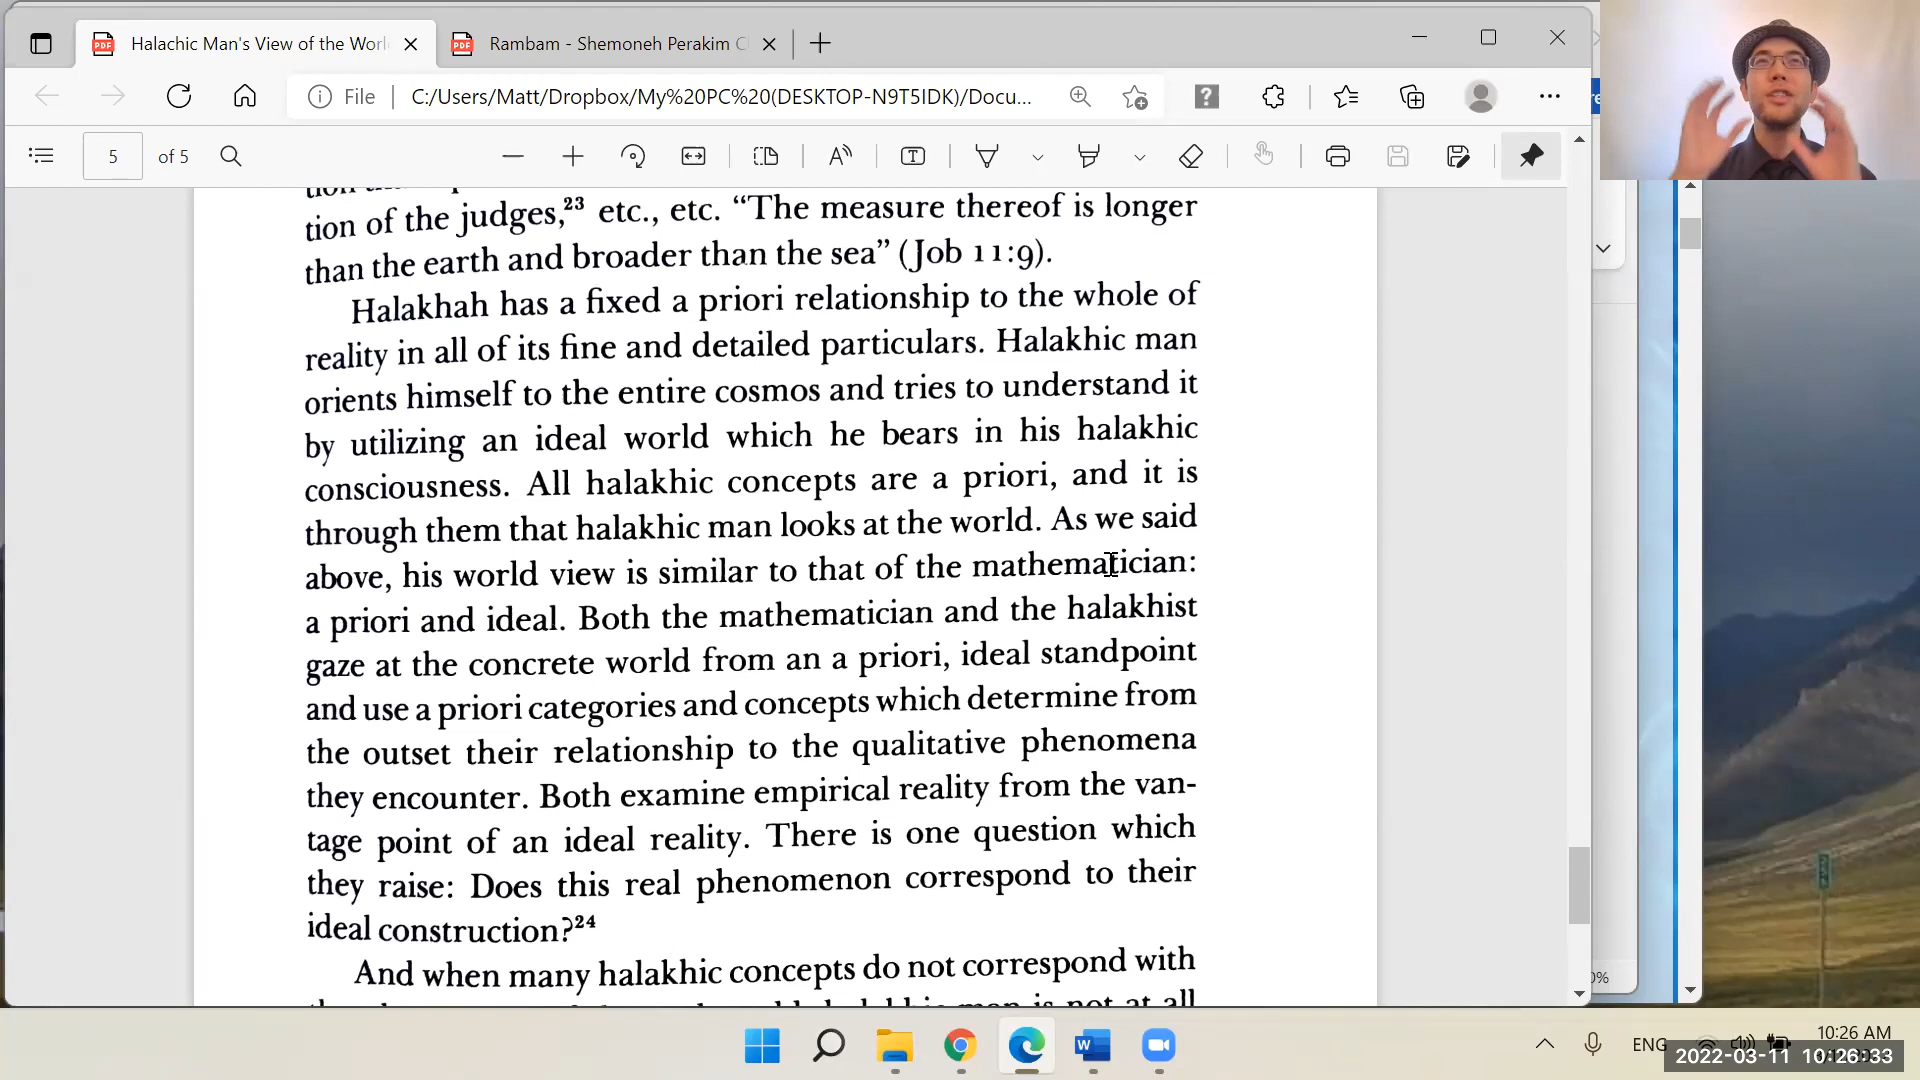 Halachic Man's View of the Worl
Rambam - Shemoneh Perakim C
File
C:/Users/Matt/Dropbox/My%20PC%20(DESKTOP-N9T5IDK)/Docu...
5 of 5
tion of the judges,²³ etc., etc. “The measure thereof is longer
than the earth and broader than the sea” (Job 11:9).
Halakhah has a fixed a priori relationship to the whole of
reality in all of its fine and detailed particulars. Halakhic man
orients himself to the entire cosmos and tries to understand it
by utilizing an ideal world which he bears in his halakhic
consciousness. All halakhic concepts are a priori, and it is
through them that halakhic man looks at the world. As we said
above, his world view is similar to that of the mathematician:
a priori and ideal. Both the mathematician and the halakhist
gaze at the concrete world from an a priori, ideal standpoint
and use a priori categories and concepts which determine from
the outset their relationship to the qualitative phenomena
they encounter. Both examine empirical reality from the van-
tage point of an ideal reality. There is one question which
they raise: Does this real phenomenon correspond to their
ideal construction?²⁴
And when many halakhic concepts do not correspond with
man is not at all
0%
ENG
10:26 AM
2022-03-11 10:26:33